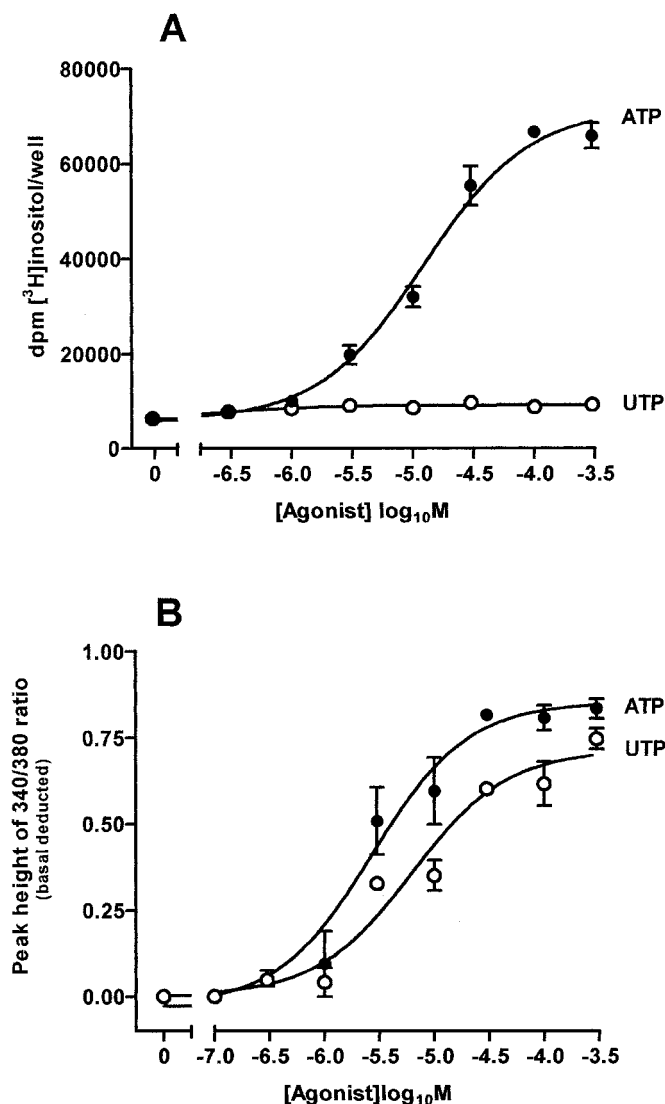 A
80000
60000
40000
20000
0
dpm [³H]inositol/well
ATP
UTP
0 -6.5 -6.0 -5.5 -5.0 -4.5 -4.0 -3.5
[Agonist] log₁₀M
B
1.00
0.75
0.50
0.25
0.00
Peak height of 340/380 ratio
(basal deducted)
ATP
UTP
0 -7.0 -6.5 -6.0 -5.5 -5.0 -4.5 -4.0 -3.5
[Agonist]log₁₀M